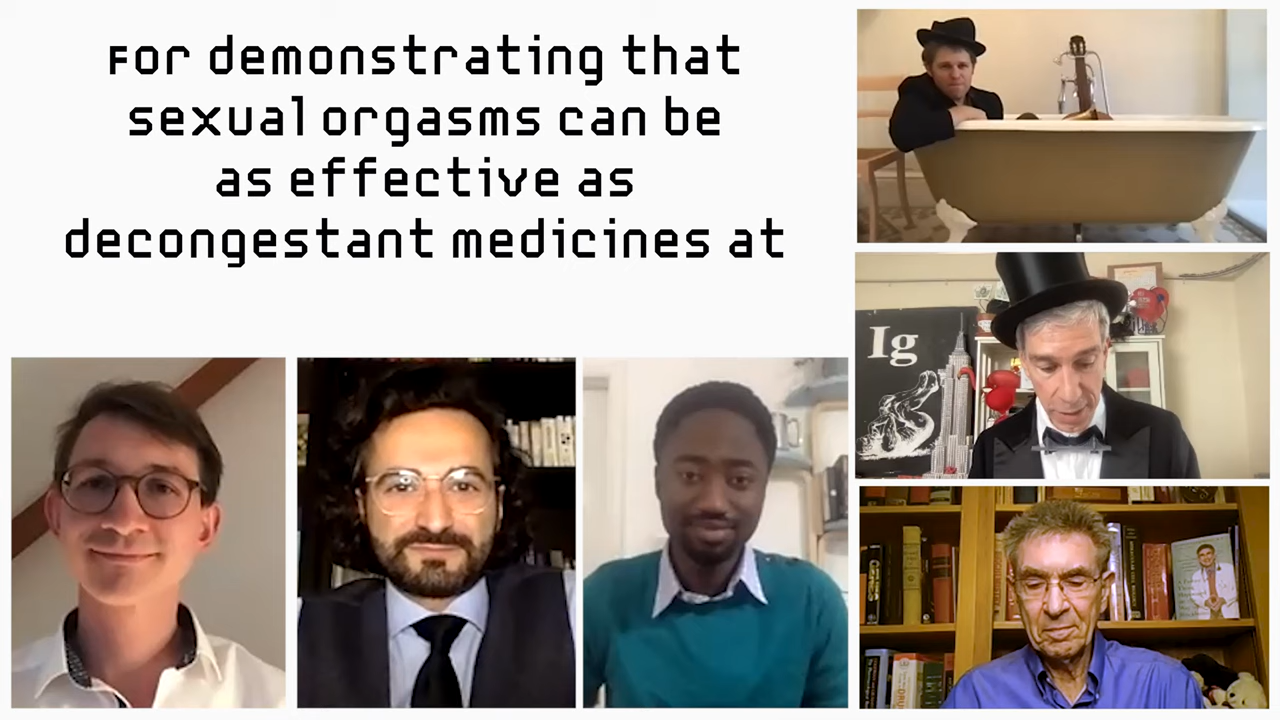 For demonstrating that
sexual orgasms can be
as effective as
decongestant medicines at
Ig